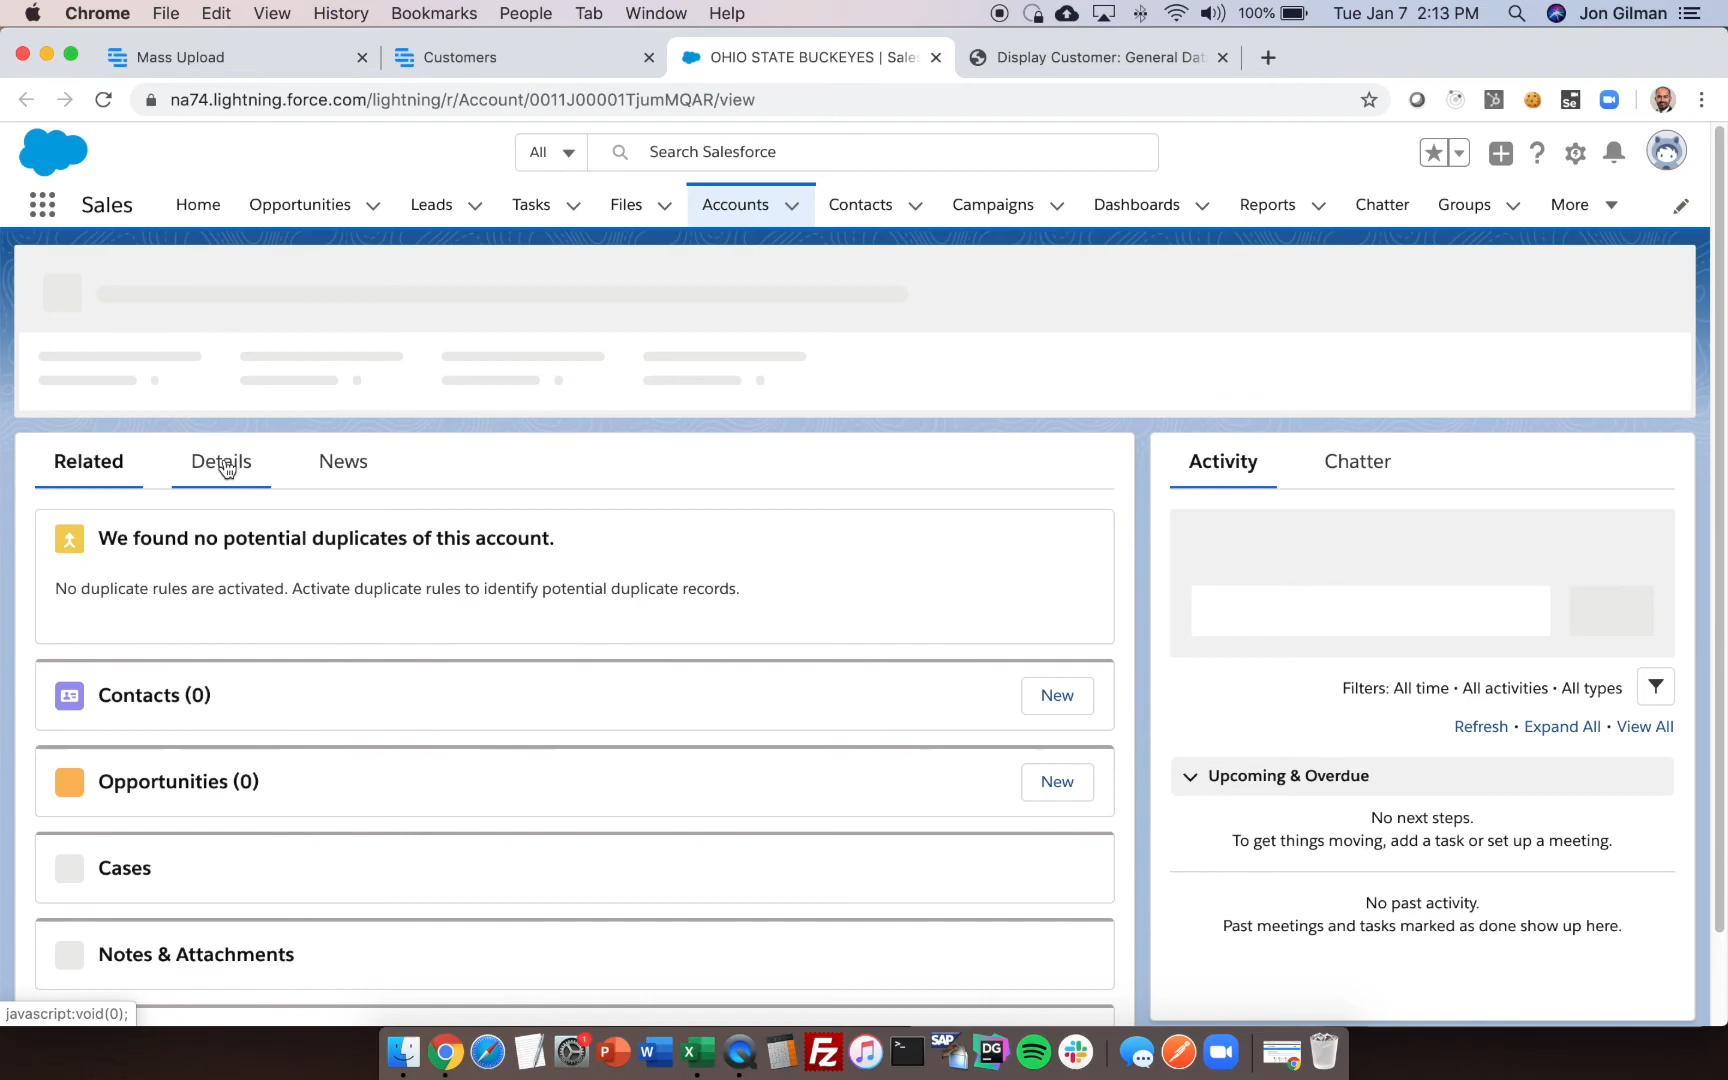 Chrome File Edit View History Bookmarks People Tab Window Help 100% Tue Jan 7 2:13 PM Jon Gilman
Mass Upload Customers OHIO STATE BUCKEYES | Sales Display Customer: General Dat
na74.lightning.force.com/lightning/r/Account/0011J00001TjumMQAR/view Se
All Search Salesforce
Sales Home Opportunities Leads Tasks Files Accounts Contacts Campaigns Dashboards Reports Chatter Groups More
Related Details News
Activity Chatter
We found no potential duplicates of this account.
No duplicate rules are activated. Activate duplicate rules to identify potential duplicate records.
Contacts (0) New
Opportunities (0) New
Cases
Notes & Attachments
Filters: All time • All activities • All types
Refresh • Expand All • View All
Upcoming & Overdue
No next steps.
To get things moving, add a task or set up a meeting.
No past activity.
Past meetings and tasks marked as done show up here.
javascript:void(0);
1 P W X Fz SAP DG